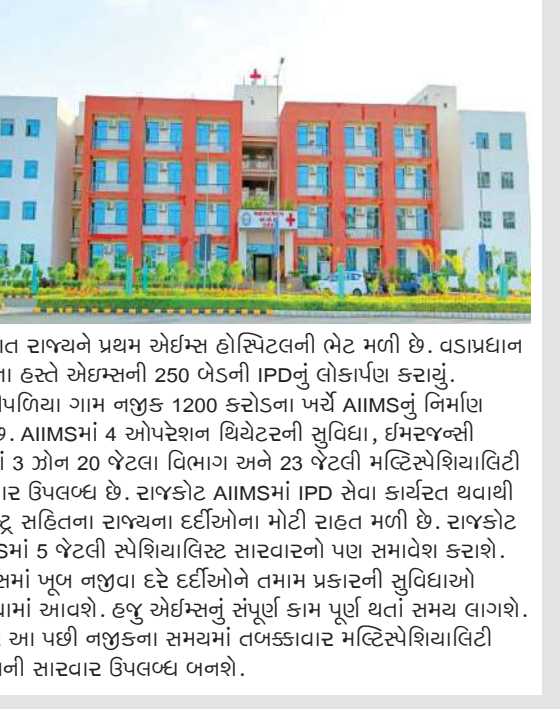 ત રાજ્યને પ્રથમ એઈમ્સ હોસ્પિટલની ભેટ મળી છે. વડાપ્રધાન
ના હસ્તે એઇમ્સની 250 બેડની IPDનું લોકાર્પણ કરાયું.
પળિયા ગામ નજીક 1200 કરોડના ખર્ચે AIIMSનું નિર્માણ
છે. AIIMSમાં 4 ઓપરેશન થિયેટરની સુવિધા, ઈમરજન્સી
માં 3 ઝોન 20 જેટલા વિભાગ અને 23 જેટલી મલ્ટિસ્પેશિયાલિટી
ાર ઉપલબ્ધ છે. રાજકોટ AIIMSમાં IPD સેવા કાર્યરત થવાથી
ટ્ર સહિતના રાજ્યના દર્દીઓના મોટી રાહત મળી છે. રાજકોટ
Sમાં 5 જેટલી સ્પેશિયાલિસ્ટ સારવારનો પણ સમાવેશ કરાશે.
સમાં ખૂબ નજીવા દરે દર્દીઓને તમામ પ્રકારની સુવિધાઓ
ામાં આવશે. હજુ એઈમ્સનું સંપૂર્ણ કામ પૂર્ણ થતાં સમય લાગશે.
આ પછી નજીકના સમયમાં તબક્કાવાર મલ્ટિસ્પેશિયાલિટી
ની સારવાર ઉપલબ્ધ બનશે.